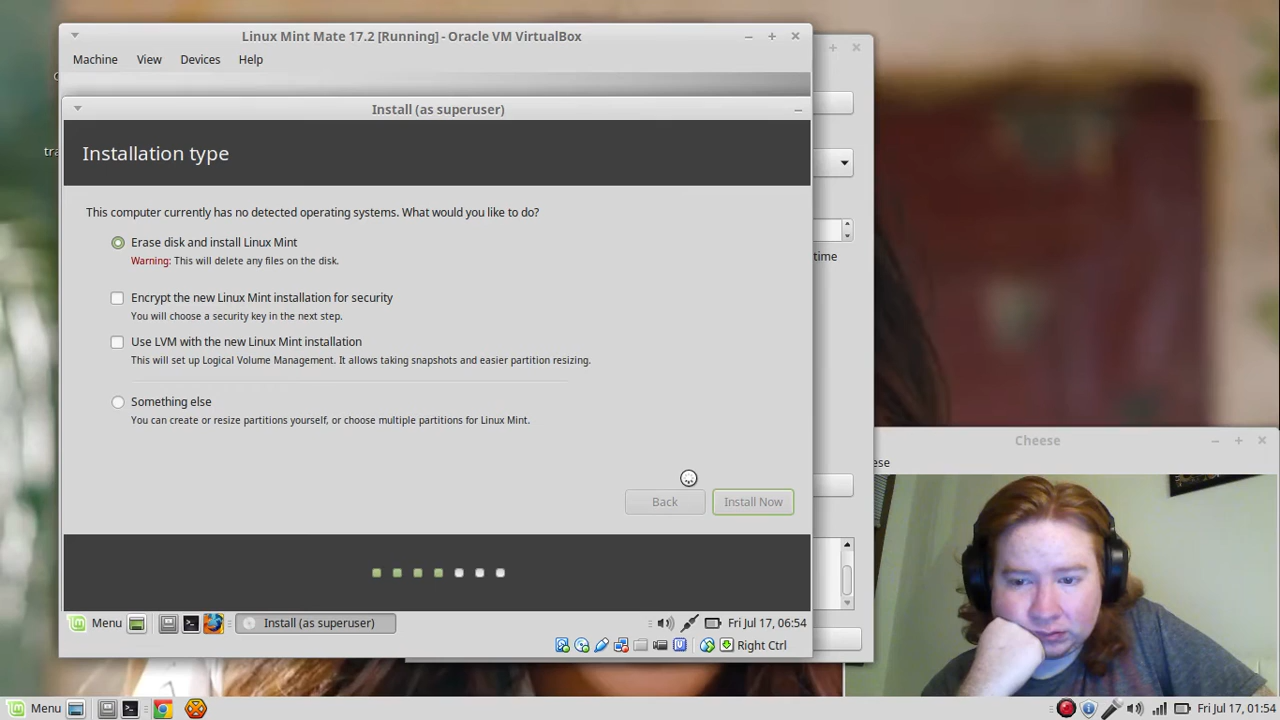 Linux Mint Mate 17.2 [Running] - Oracle VM VirtualBox
Machine View Devices Help
Install (as superuser)
Installation type
This computer currently has no detected operating systems. What would you like to do?
Erase disk and install Linux Mint
Warning: This will delete any files on the disk.
Encrypt the new Linux Mint installation for security
You will choose a security key in the next step.
Use LVM with the new Linux Mint installation
This will set up Logical Volume Management. It allows taking snapshots and easier partition resizing.
Something else
You can create or resize partitions yourself, or choose multiple partitions for Linux Mint.
Back Install Now
Menu Install (as superuser) Fri Jul 17, 06:54
Right Ctrl
time
Cheese
ese
Menu Fri Jul 17, 01:54